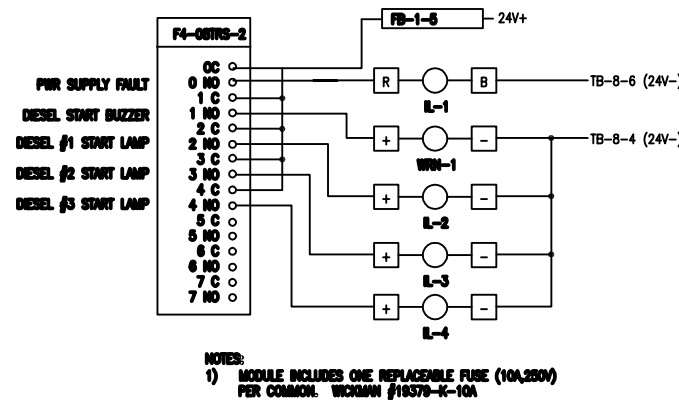 FB-1-5 24V+
F4-08TRS-2
0C
PWR SUPPLY FAULT 0 NO R B TB-8-6 (24V-)
1 C IL-1
DIESEL START BUZZER 1 NO
2 C + - TB-8-4 (24V-)
DIESEL #1 START LAMP 2 NO
3 C WRN-1
DIESEL #2 START LAMP 3 NO
4 C + -
DIESEL #3 START LAMP 4 NO
5 C IL-2
5 NO
6 C + -
6 NO
7 C IL-3
7 NO + -
IL-4
NOTES:
1) MODULE INCLUDES ONE REPLACEABLE FUSE (10A,250V)
PER COMMON. WICKMAN #19379-K-10A